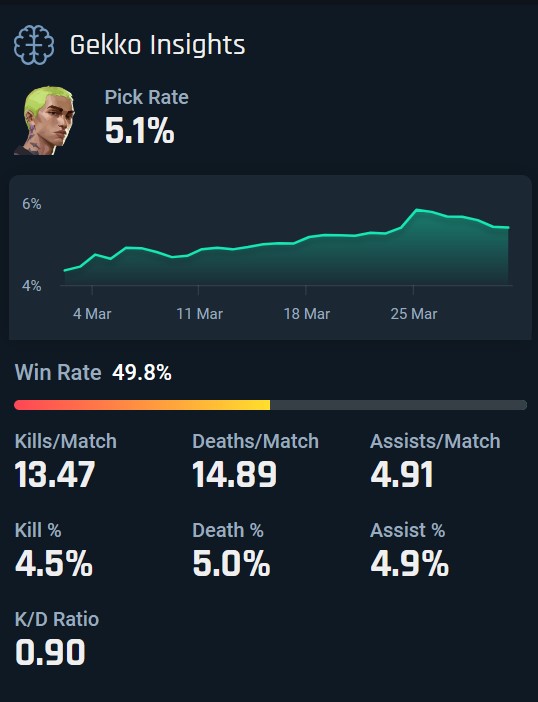 Gekko Insights
Pick Rate
5.1%
6%
4%
4 Mar 11 Mar 18 Mar 25 Mar
Win Rate 49.8%
Kills/Match Deaths/Match Assists/Match
13.47 14.89 4.91
Kill % Death % Assist %
4.5% 5.0% 4.9%
K/D Ratio
0.90